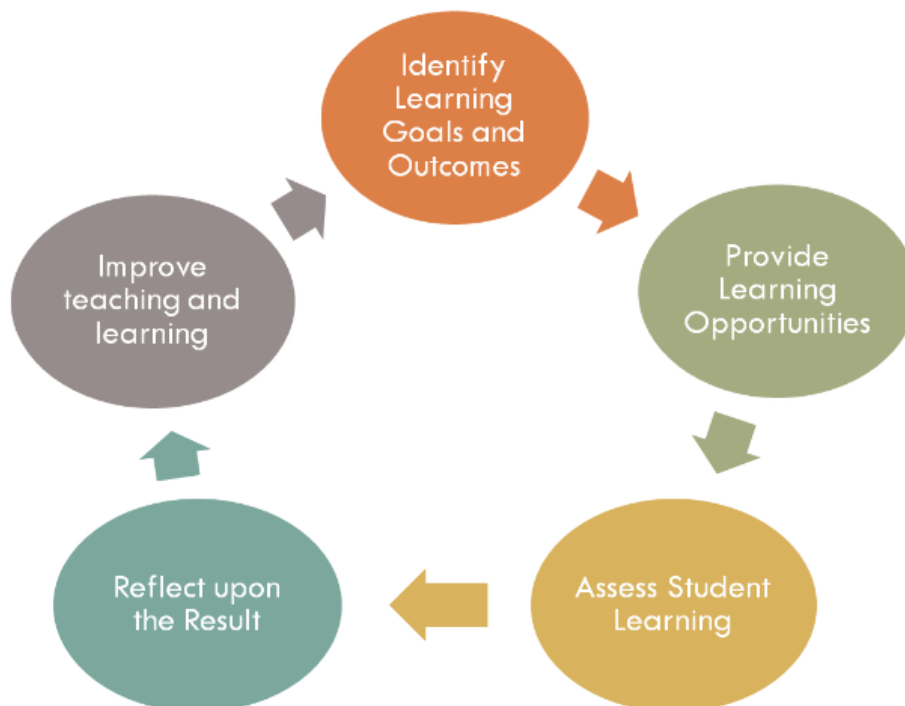 Identify
Learning
Goals and
Outcomes
Provide
Learning
Opportunities
Assess Student
Learning
Reflect upon
the Result
Improve
teaching and
learning